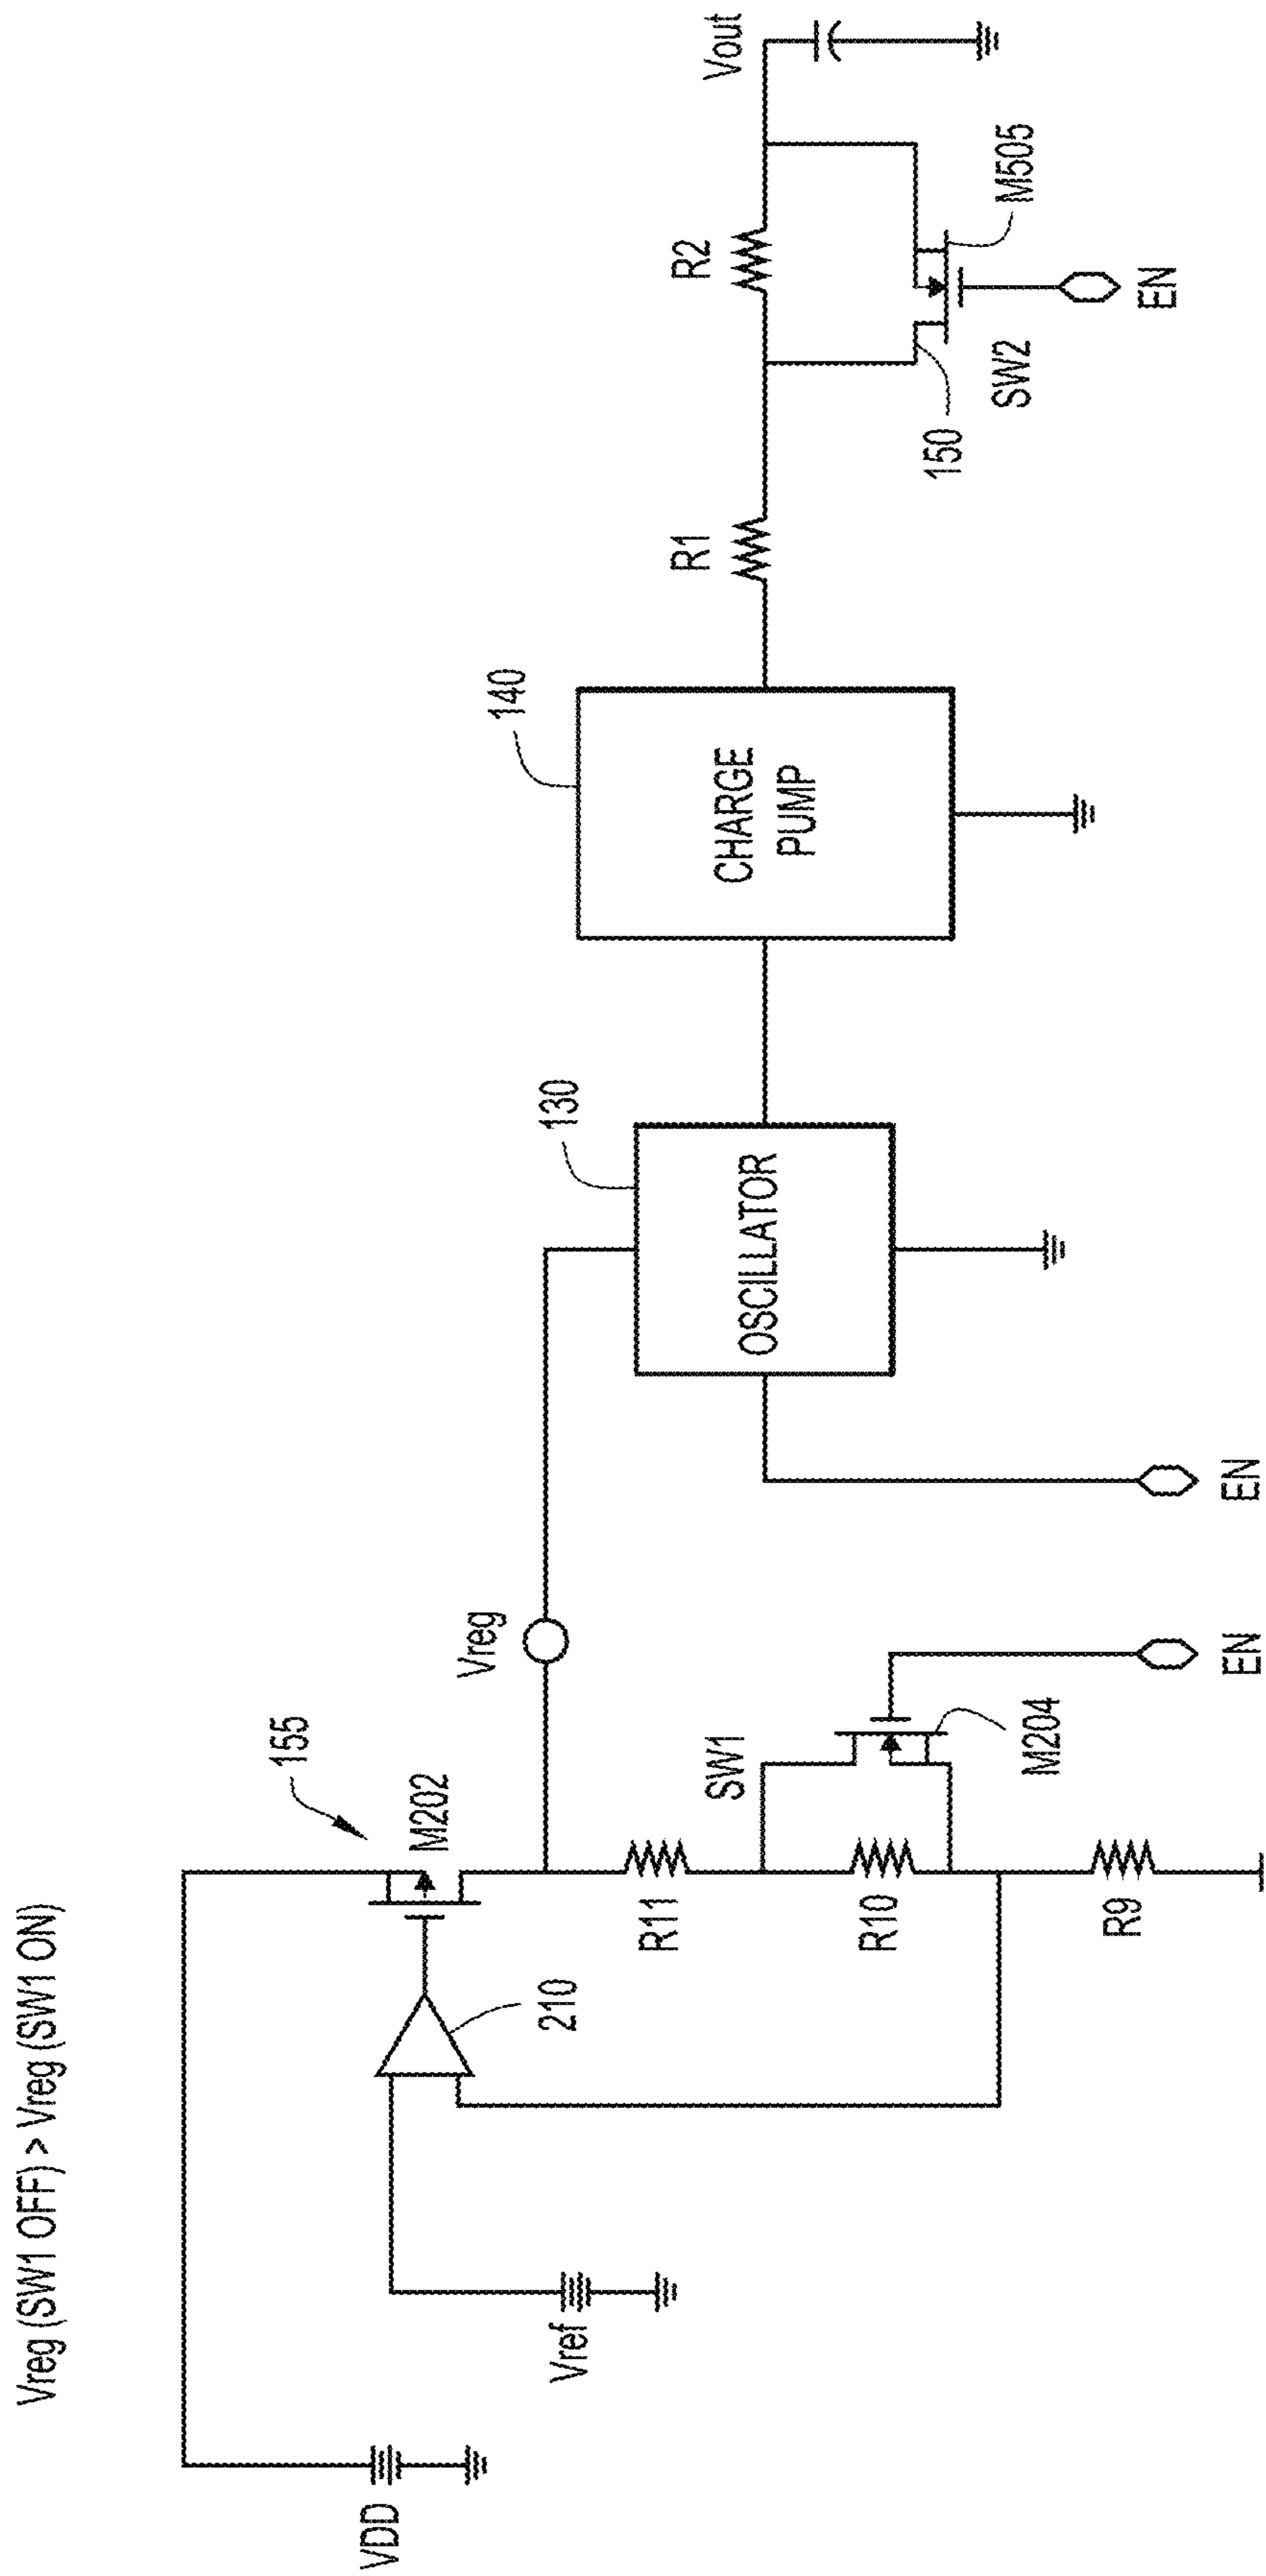 Vreg (SW1 OFF) > Vreg (SW1 ON)
VDD
Vref
210
155
M202
Vreg
R11
R10
R9
SW1
M204
EN
EN
130
OSCILLATOR
140
CHARGE
PUMP
R1
R2
150
SW2
M505
EN
Vout